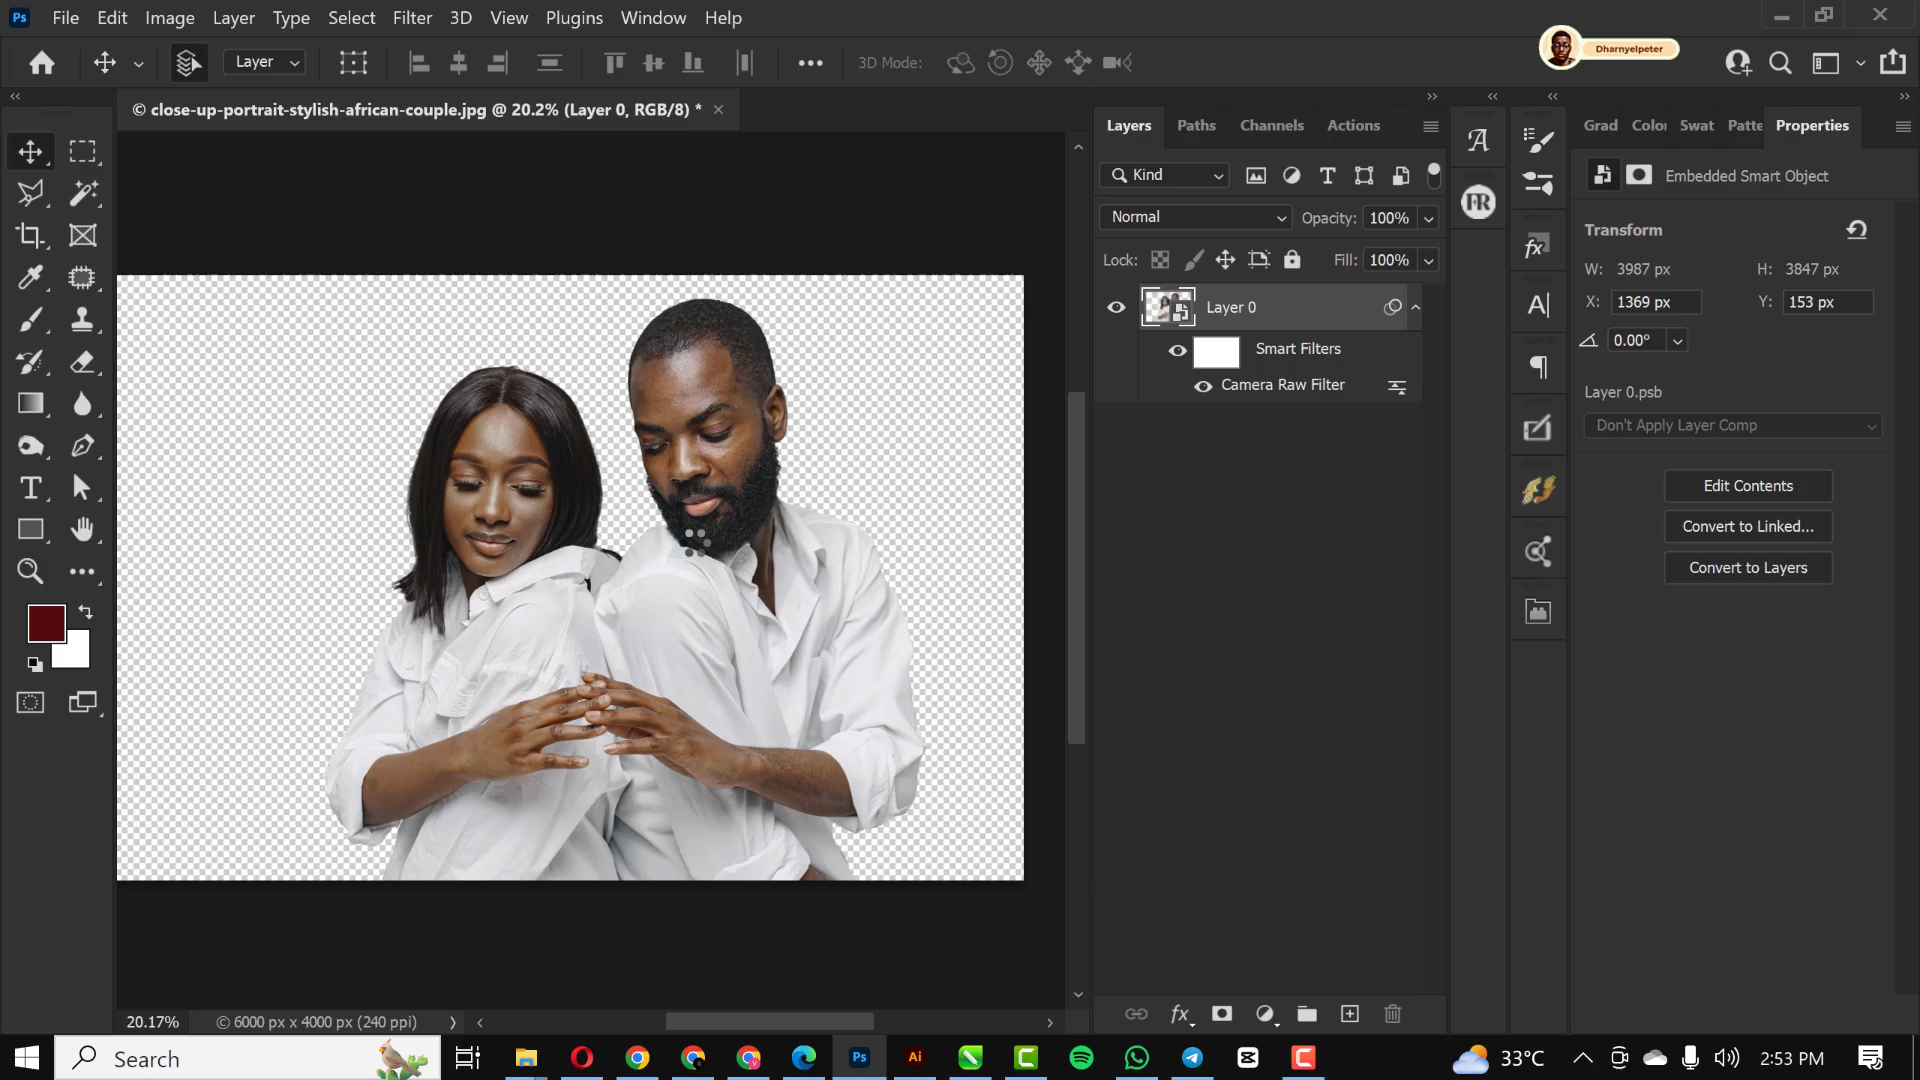 Ps File Edit Image Layer Type Select Filter 3D View Plugins Window Help
Dharnyelpeter
Layer 3D Mode:
© close-up-portrait-stylish-african-couple.jpg @ 20.2% (Layer 0, RGB/8) *
Layers Paths Channels Actions
Grad Color Swat Patte Properties
Kind
Embedded Smart Object
Normal Opacity: 100%
FR
Transform
Lock: Fill: 100%
W: 3987 px H: 3847 px
X: 1369 px Y: 153 px
Layer 0
0.00°
Smart Filters
Camera Raw Filter
Layer 0.psb
Don't Apply Layer Comp
Edit Contents
Convert to Linked...
Convert to Layers
20.17% © 6000 px x 4000 px (240 ppi)
Search
Ps Ai
33°C 2:53 PM